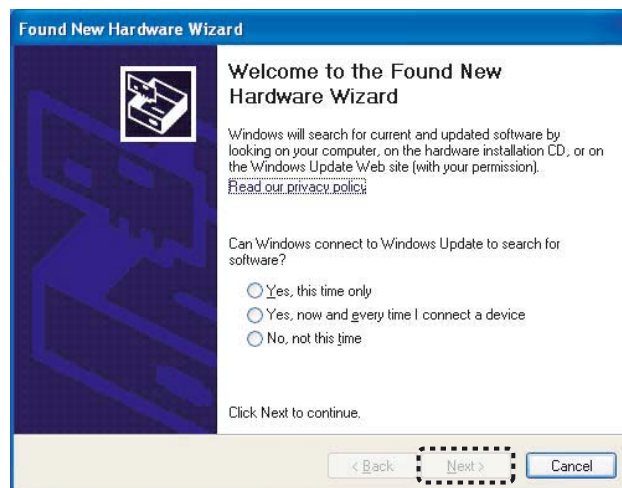 Found New Hardware Wizard
Welcome to the Found New
Hardware Wizard
Windows will search for current and updated software by
looking on your computer, on the hardware installation CD, or on
the Windows Update Web site (with your permission).
Read our privacy policy
Can Windows connect to Windows Update to search for
software?
Yes, this time only
Yes, now and every time I connect a device
No, not this time
Click Next to continue.
< Back Next > Cancel